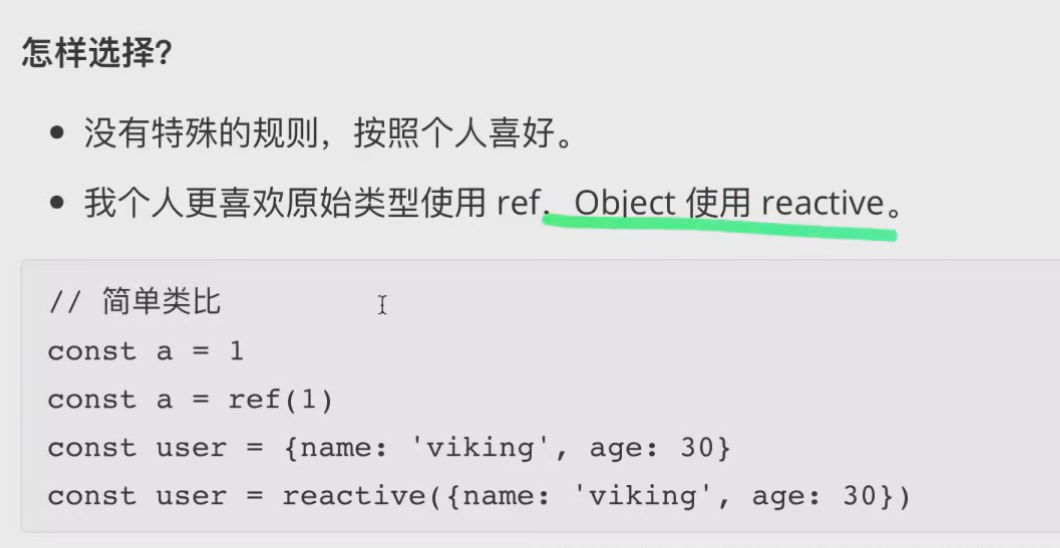 怎样选择?
• 没有特殊的规则，按照个人喜好。
• 我个人更喜欢原始类型使用 ref，Object 使用 reactive。
// 简单类比
const a = 1
const a = ref(1)
const user = {name: 'viking', age: 30}
const user = reactive({name: 'viking', age: 30})